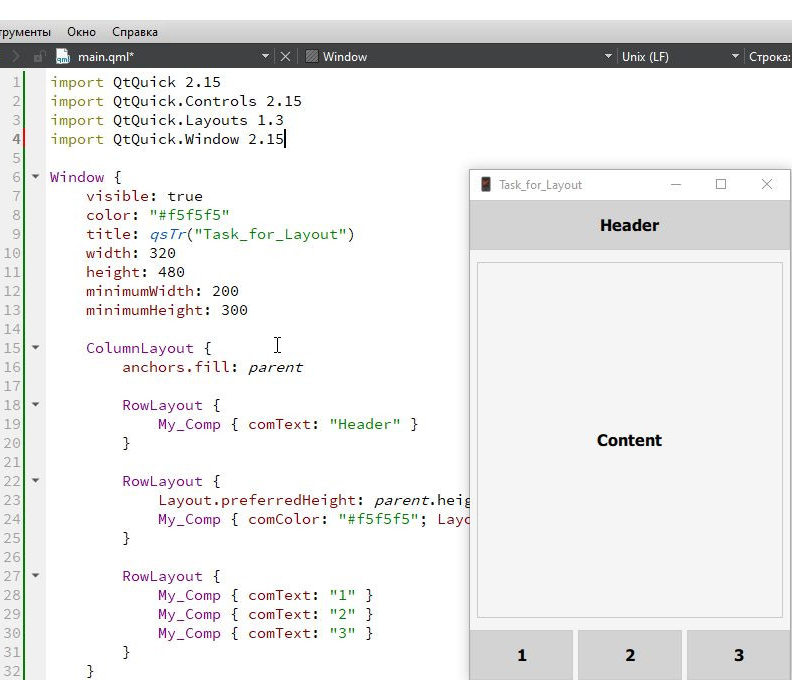 Окно Справка
main.qml* Window Unix (LF) Строка:
1 import QtQuick 2.15
2 import QtQuick.Controls 2.15
3 import QtQuick.Layouts 1.3
4 import QtQuick.Window 2.15
5
6 Window {
7 visible: true
8 color: "#f5f5f5"
9 title: qsTr("Task_for_Layout")
10 width: 320
11 height: 480
12 minimumWidth: 200
13 minimumHeight: 300
14
15 ColumnLayout {
16 anchors.fill: parent
17
18 RowLayout {
19 My_Comp { comText: "Header" }
20 }
21
22 RowLayout {
23 Layout.preferredHeight: parent.heig
24 My_Comp { comColor: "#f5f5f5"; Layo
25 }
26
27 RowLayout {
28 My_Comp { comText: "1" }
29 My_Comp { comText: "2" }
30 My_Comp { comText: "3" }
31 }
32 }
Task_for_Layout
Header
Content
1 2 3